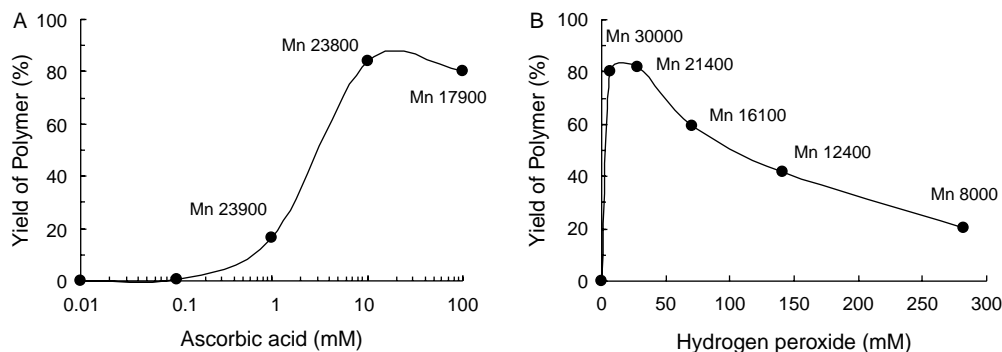 A
Yield of Polymer (%)
100
80
60
40
20
0
Mn 23800
Mn 17900
Mn 23900
0.01
0.1
1
10
100
Ascorbic acid (mM)
B
Yield of Polymer (%)
100
80
60
40
20
0
Mn 30000
Mn 21400
Mn 16100
Mn 12400
Mn 8000
0
50
100
150
200
250
300
Hydrogen peroxide (mM)